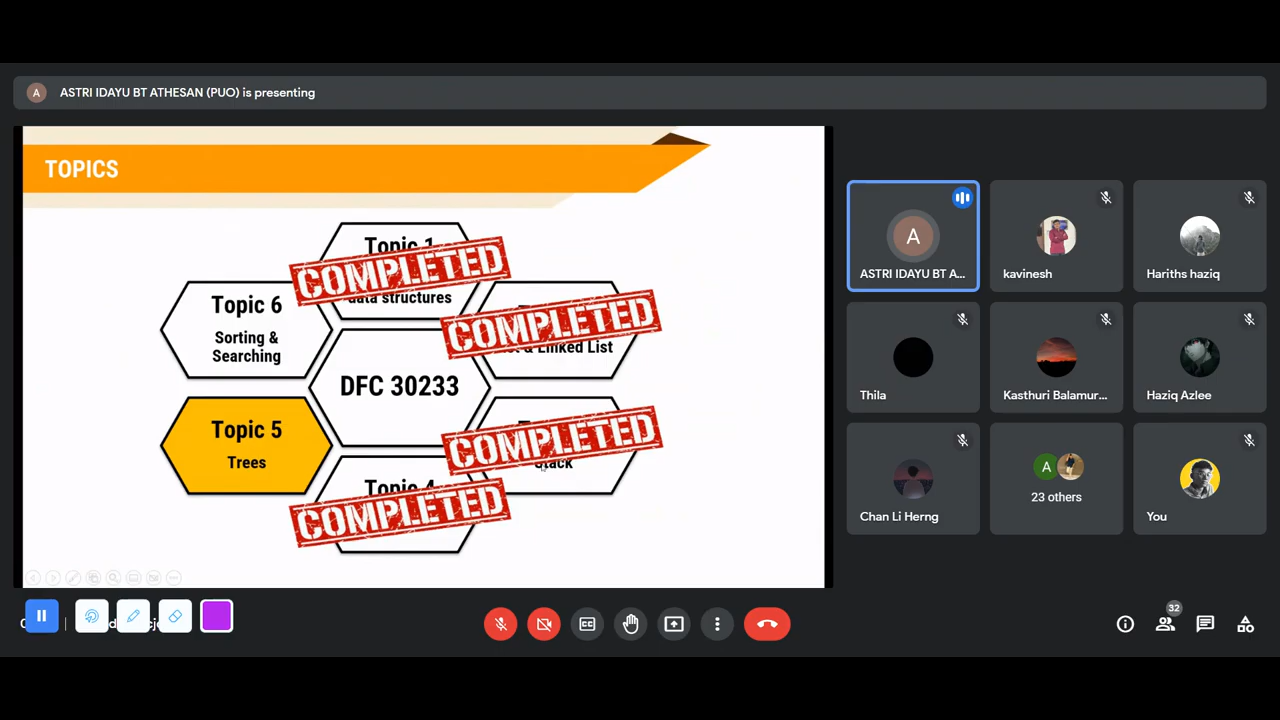 ASTRI IDAYU BT ATHESAN (PUO) is presenting
TOPICS
Topic 1
COMPLETED
data structures
COMPLETED
& Linked List
Topic 6
Sorting &
Searching
DFC 30233
Topic 5
Trees
COMPLETED
Stack
Topic 4
COMPLETED
A
ASTRI IDAYU BT A...
kavinesh
Hariths haziq
Thila
Kasthuri Balamur...
Haziq Azlee
Chan Li Herng
A
23 others
You
32